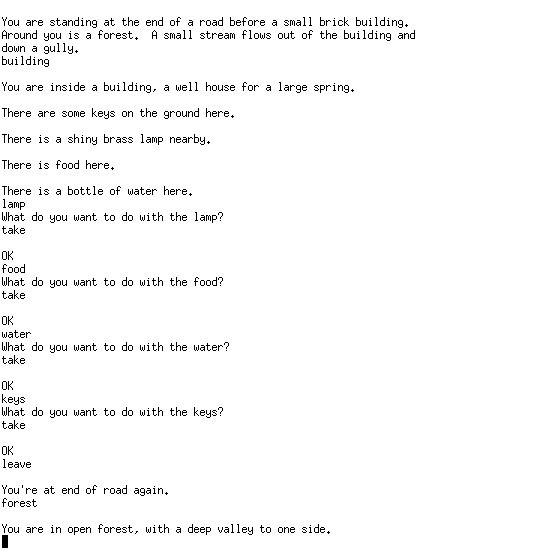 You are standing at the end of a road before a small brick building.
Around you is a forest.  A small stream flows out of the building and
down a gully.
building
You are inside a building, a well house for a large spring.
There are some keys on the ground here.
There is a shiny brass lamp nearby.
There is food here.
There is a bottle of water here.
lamp
What do you want to do with the lamp?
take
OK
food
What do you want to do with the food?
take
OK
water
What do you want to do with the water?
take
OK
keys
What do you want to do with the keys?
take
OK
leave
You're at end of road again.
forest
You are in open forest, with a deep valley to one side.